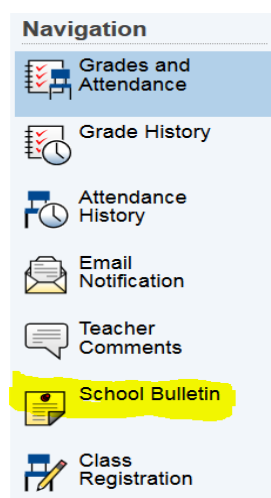 Navigation
Grades and
Attendance
Grade History
Attendance
History
Email
Notification
Teacher
Comments
School Bulletin
Class
Registration